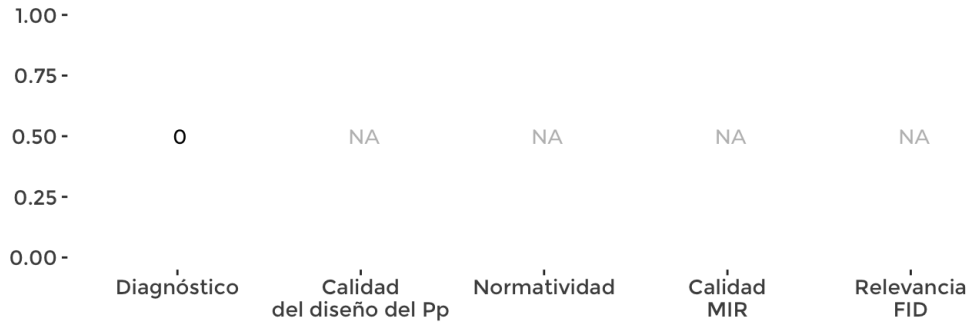 1.00
0.75
0.50
0.25
0.00
0
NA
NA
NA
NA
Diagnóstico
Calidad
del diseño del Pp
Normatividad
Calidad
MIR
Relevancia
FID